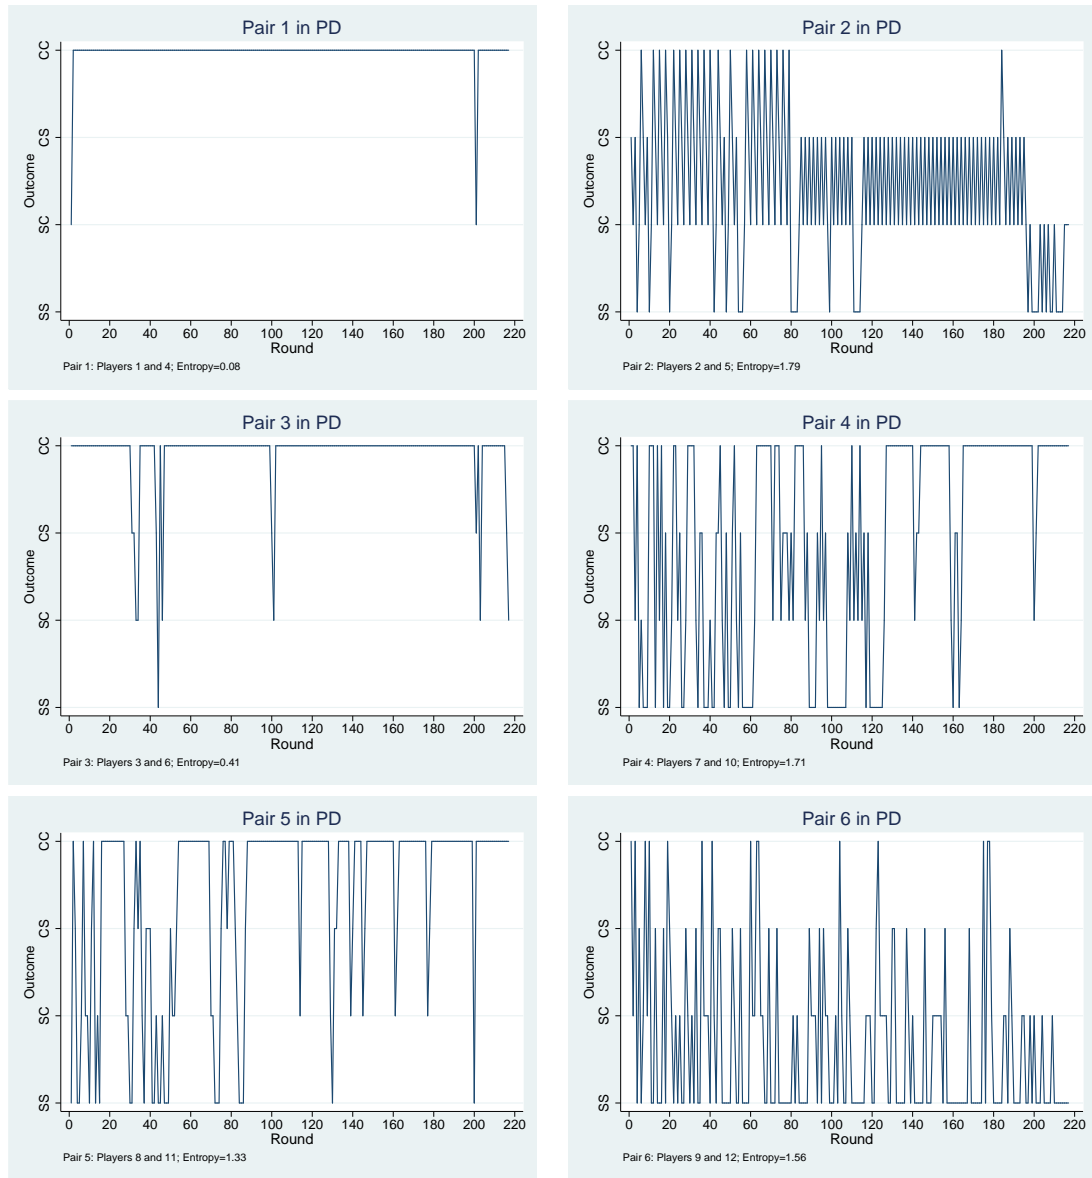 Pair 1 in PD
CC
CS
SC
SS
Outcome
0 20 40 60 80 100 120 140 160 180 200 220
Round
Pair 1: Players 1 and 4; Entropy=0.08
Pair 2 in PD
CC
CS
SC
SS
Outcome
0 20 40 60 80 100 120 140 160 180 200 220
Round
Pair 2: Players 2 and 5; Entropy=1.79
Pair 3 in PD
CC
CS
SC
SS
Outcome
0 20 40 60 80 100 120 140 160 180 200 220
Round
Pair 3: Players 3 and 6; Entropy=0.41
Pair 4 in PD
CC
CS
SC
SS
Outcome
0 20 40 60 80 100 120 140 160 180 200 220
Round
Pair 4: Players 7 and 10; Entropy=1.71
Pair 5 in PD
CC
CS
SC
SS
Outcome
0 20 40 60 80 100 120 140 160 180 200 220
Round
Pair 5: Players 8 and 11; Entropy=1.33
Pair 6 in PD
CC
CS
SC
SS
Outcome
0 20 40 60 80 100 120 140 160 180 200 220
Round
Pair 6: Players 9 and 12; Entropy=1.56